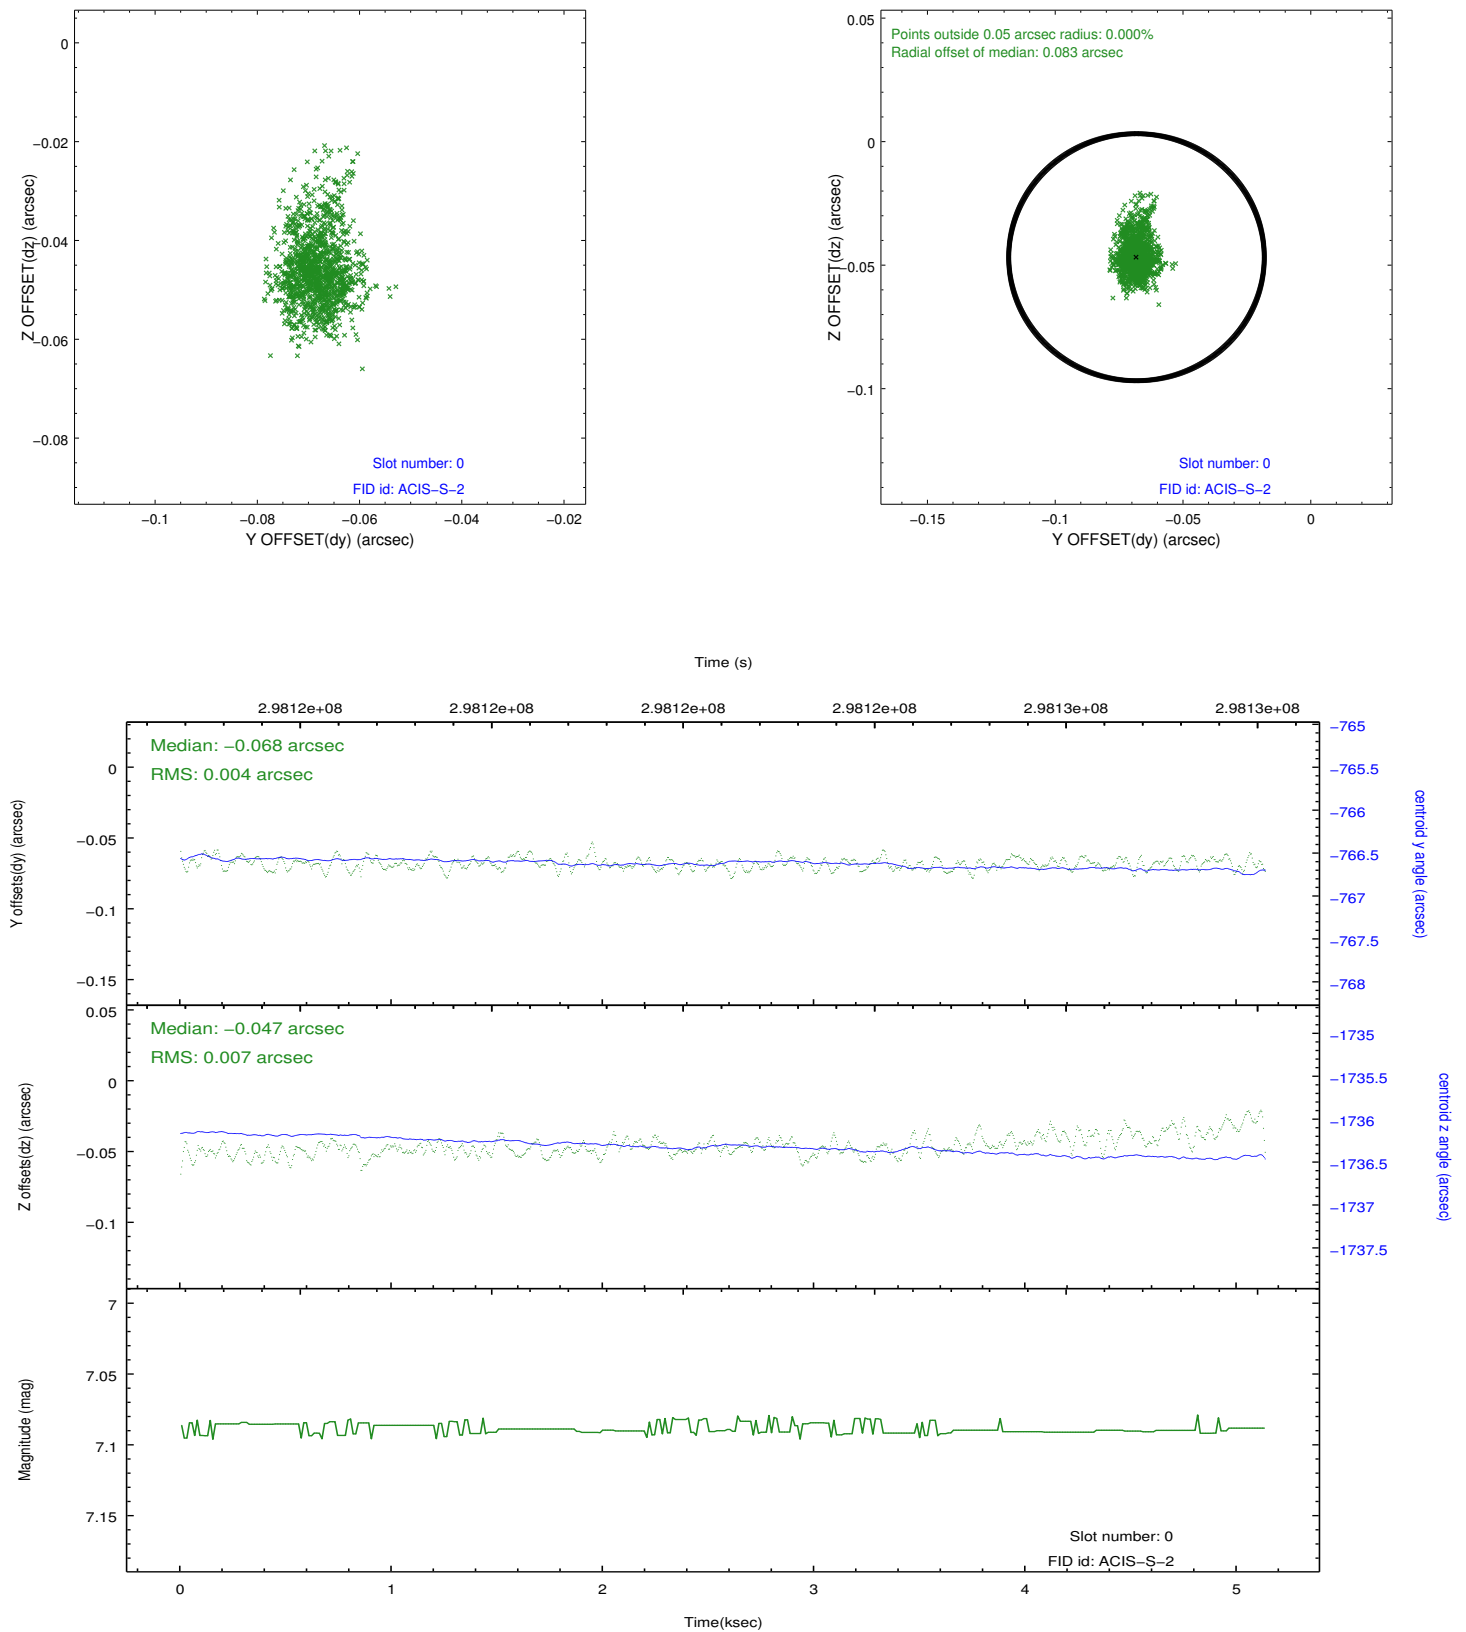 0
−0.02
−0.04
−0.06
−0.08
Z OFFSET(dz) (arcsec)
Slot number: 0
FID id: ACIS−S−2
−0.1
−0.08
−0.06
−0.04
−0.02
Y OFFSET(dy) (arcsec)
0.05
0
−0.05
−0.1
Z OFFSET(dz) (arcsec)
Points outside 0.05 arcsec radius: 0.000%
Radial offset of median: 0.083 arcsec
Slot number: 0
FID id: ACIS−S−2
−0.15
−0.1
−0.05
0
Y OFFSET(dy) (arcsec)
Time (s)
2.9812e+08
2.9812e+08
2.9812e+08
2.9812e+08
2.9813e+08
2.9813e+08
Median: −0.068 arcsec
RMS: 0.004 arcsec
0
−0.05
−0.1
−0.15
Y offsets(dy) (arcsec)
−765
−765.5
−766
−766.5
−767
−767.5
−768
centroid y angle (arcsec)
Median: −0.047 arcsec
RMS: 0.007 arcsec
0.05
0
−0.05
−0.1
Z offsets(dz) (arcsec)
−1735
−1735.5
−1736
−1736.5
−1737
−1737.5
centroid z angle (arcsec)
7
7.05
7.1
7.15
Magnitude (mag)
Slot number: 0
FID id: ACIS−S−2
0
1
2
3
4
5
Time(ksec)